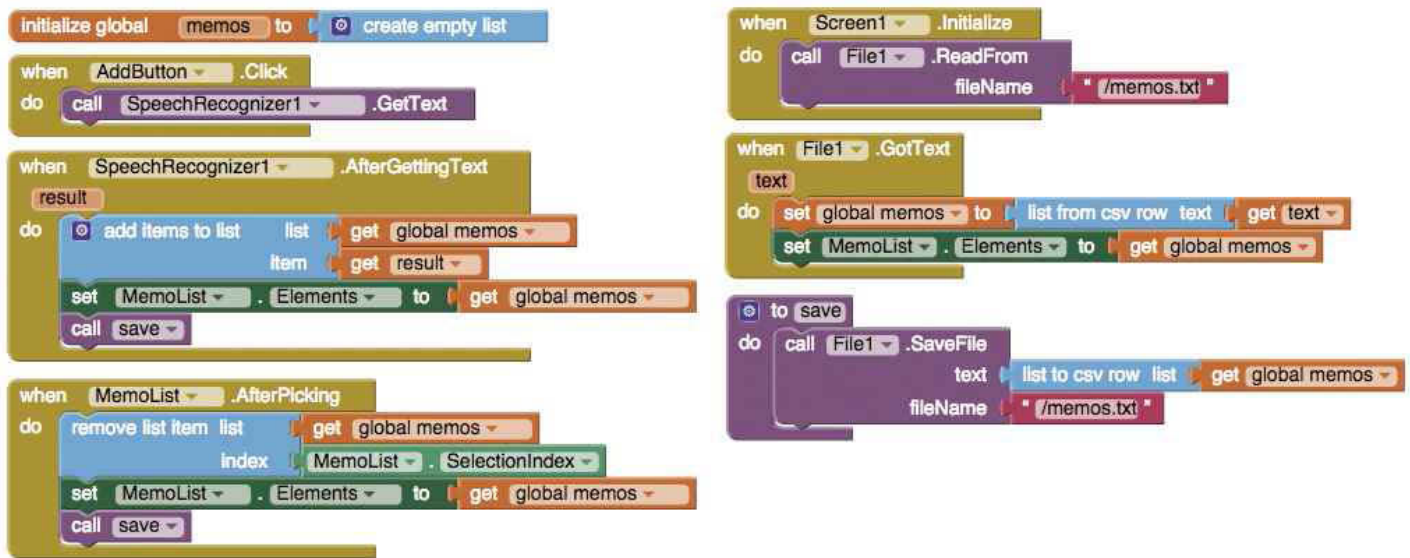 initialize global memos to create empty list
when AddButton .Click
do call SpeechRecognizer1 .GetText
when SpeechRecognizer1 .AfterGettingText
result
do add items to list list get global memos
item get result
set MemoList . Elements to get global memos
call save
when MemoList .AfterPicking
do remove list item list get global memos
index MemoList . SelectionIndex
set MemoList . Elements to get global memos
call save
when Screen1 .Initialize
do call File1 .ReadFrom
fileName " /memos.txt "
when File1 .GotText
text
do set global memos to list from csv row text get text
set MemoList . Elements to get global memos
to save
do call File1 .SaveFile
text list to csv row list get global memos
fileName " /memos.txt "